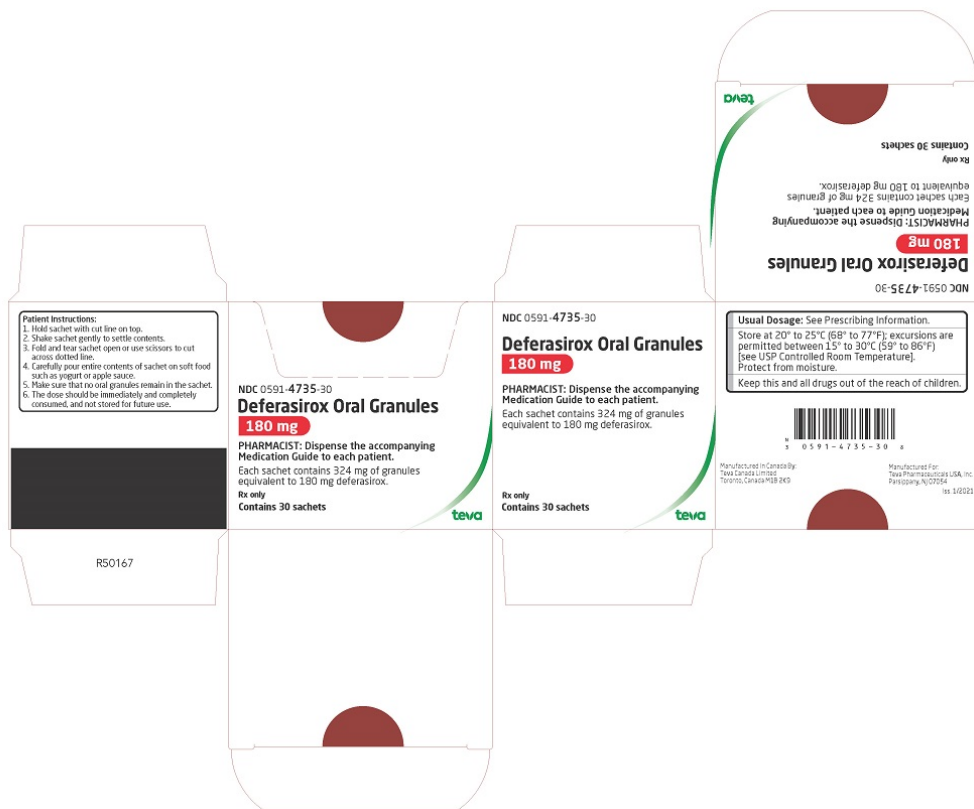 Patient Instructions:
1. Hold sachet with cut line on top.
2. Shake sachet gently to settle contents.
3. Fold and tear sachet open or use scissors to cut
across dotted line.
4. Carefully pour entire contents of sachet on soft food
such as yogurt or apple sauce.
5. Make sure that no oral granules remain in the sachet.
6. The dose should be immediately and completely
consumed, and not stored for future use.
R50167
NDC 0591-4735-30
Deferasirox Oral Granules
180 mg
PHARMACIST: Dispense the accompanying
Medication Guide to each patient.
Each sachet contains 324 mg of granules
equivalent to 180 mg deferasirox.
Rx only
Contains 30 sachets
teva
NDC 0591-4735-30
Deferasirox Oral Granules
180 mg
PHARMACIST: Dispense the accompanying
Medication Guide to each patient.
Each sachet contains 324 mg of granules
equivalent to 180 mg deferasirox.
Rx only
Contains 30 sachets
teva
NDC 0591-4735-30
Deferasirox Oral Granules
180 mg
PHARMACIST: Dispense the accompanying
Medication Guide to each patient.
Each sachet contains 324 mg of granules
equivalent to 180 mg deferasirox.
Rx only
Contains 30 sachets
teva
Usual Dosage: See Prescribing Information.
Store at 20° to 25°C (68° to 77°F); excursions are
permitted between 15° to 30°C (59° to 86°F)
[see USP Controlled Room Temperature].
Protect from moisture.
Keep this and all drugs out of the reach of children.
N
3 0591-4735-30 6
Manufactured In Canada By:
Teva Canada Limited
Toronto, Canada M1B 2K9
Manufactured For:
Teva Pharmaceuticals USA, Inc.
Parsippany, NJ 07054
Iss. 1/2021